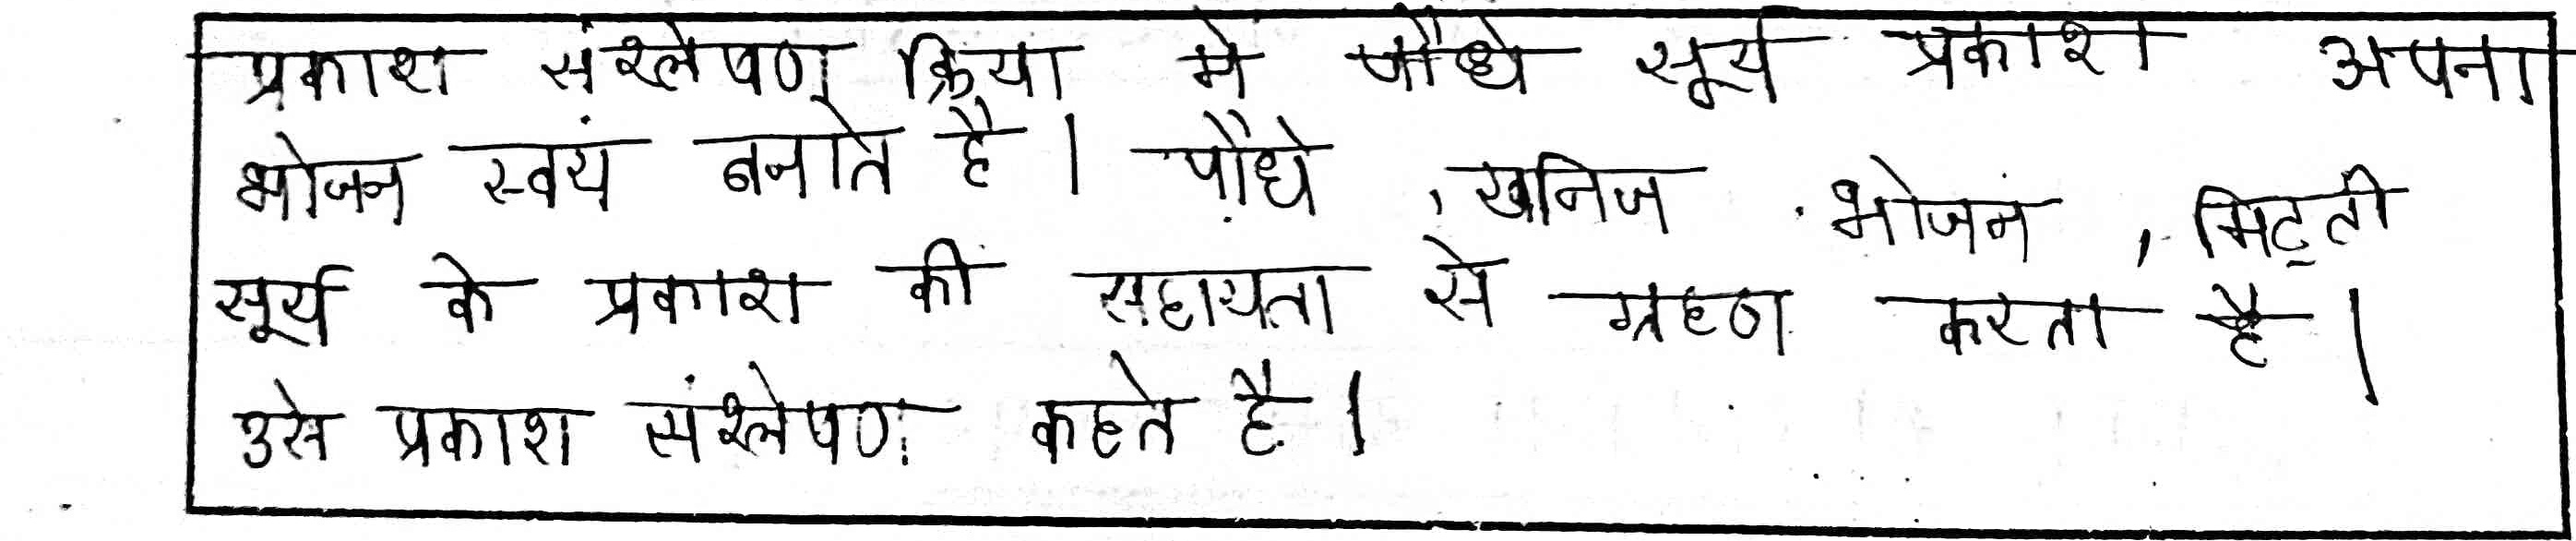 प्रकाश संश्लेषण क्रिया मे पौधे सूर्य प्रकाश अपना
भोजन स्वयं बनाते है। पौधे , खनिज भोजन , मिट्ती
सूर्य के प्रकाश की सहायता से ग्रहण करता है।
उसे प्रकाश संश्लेषण कहते है।